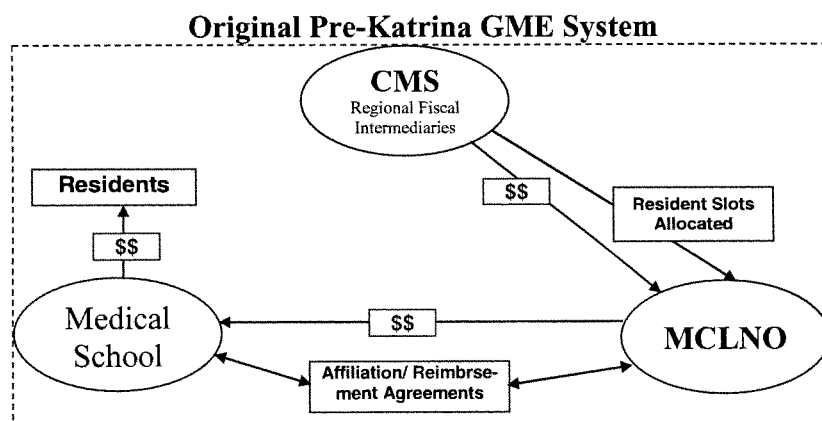 Original Pre-Katrina GME System
CMS
Regional Fiscal
Intermediaries
Residents
$$
Resident Slots
Allocated
$$
Medical
School
$$
MCLNO
Affiliation/ Reimbrse-
ment Agreements